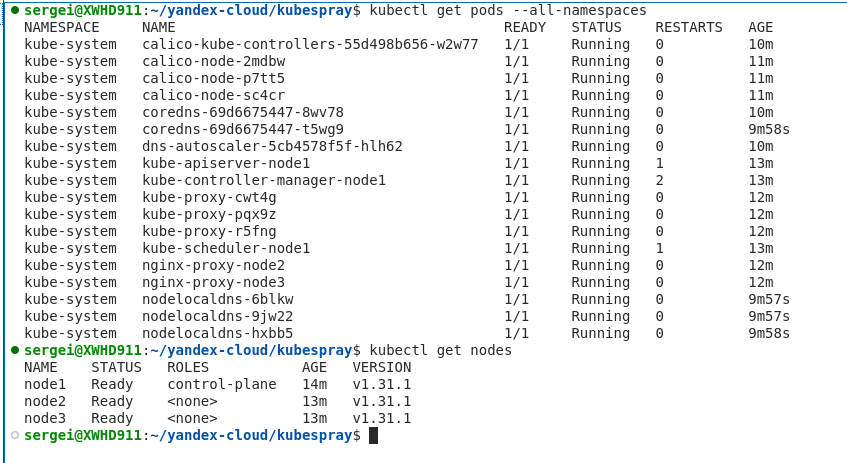 sergei@XWHD911:~/yandex-cloud/kubespray$ kubectl get pods --all-namespaces
NAMESPACE     NAME                                       READY   STATUS    RESTARTS   AGE
kube-system   calico-kube-controllers-55d498b656-w2w77   1/1     Running   0          10m
kube-system   calico-node-2mdbw                          1/1     Running   0          11m
kube-system   calico-node-p7tt5                          1/1     Running   0          11m
kube-system   calico-node-sc4cr                          1/1     Running   0          11m
kube-system   coredns-69d6675447-8wv78                   1/1     Running   0          10m
kube-system   coredns-69d6675447-t5wg9                   1/1     Running   0          9m58s
kube-system   dns-autoscaler-5cb4578f5f-hlh62            1/1     Running   0          10m
kube-system   kube-apiserver-node1                       1/1     Running   1          13m
kube-system   kube-controller-manager-node1              1/1     Running   2          13m
kube-system   kube-proxy-cwt4g                           1/1     Running   0          12m
kube-system   kube-proxy-pqx9z                           1/1     Running   0          12m
kube-system   kube-proxy-r5fng                           1/1     Running   0          12m
kube-system   kube-scheduler-node1                       1/1     Running   1          13m
kube-system   nginx-proxy-node2                          1/1     Running   0          12m
kube-system   nginx-proxy-node3                          1/1     Running   0          12m
kube-system   nodelocaldns-6blkw                         1/1     Running   0          9m57s
kube-system   nodelocaldns-9jw22                         1/1     Running   0          9m57s
kube-system   nodelocaldns-hxbb5                         1/1     Running   0          9m58s
sergei@XWHD911:~/yandex-cloud/kubespray$ kubectl get nodes
NAME    STATUS   ROLES           AGE   VERSION
node1   Ready    control-plane   14m   v1.31.1
node2   Ready    <none>          13m   v1.31.1
node3   Ready    <none>          13m   v1.31.1
sergei@XWHD911:~/yandex-cloud/kubespray$